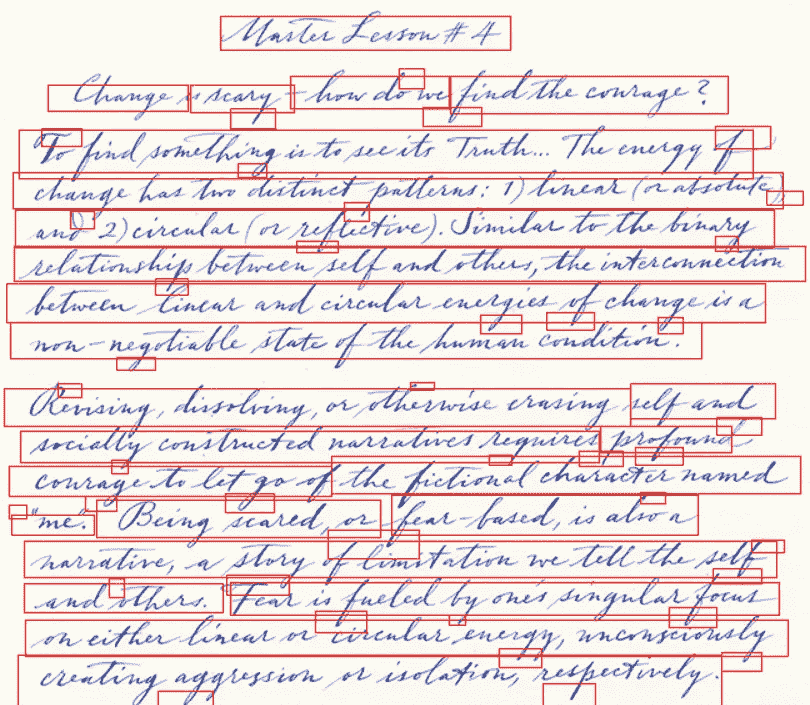 Master Lesson # 4
Change is scary - how do we find the courage?
"To find something is to see its Truth... The energy of
change has two distinct patterns: 1) linear (or absolute),
and 2) circular (or reflective). Similar to the binary
relationships between self and others, the interconnection
between linear and circular energies of change is a
non-negotiable state of the human condition.
Revising, dissolving, or otherwise erasing self and
socially constructed narratives requires profound
courage to let go of the fictional character named
"me". Being scared, or fear-based, is also a
narrative, a story of limitation we tell the self
and others. Fear is fueled by one's singular focus
on either linear or circular energy, unconsciously
creating aggression or isolation, respectively.